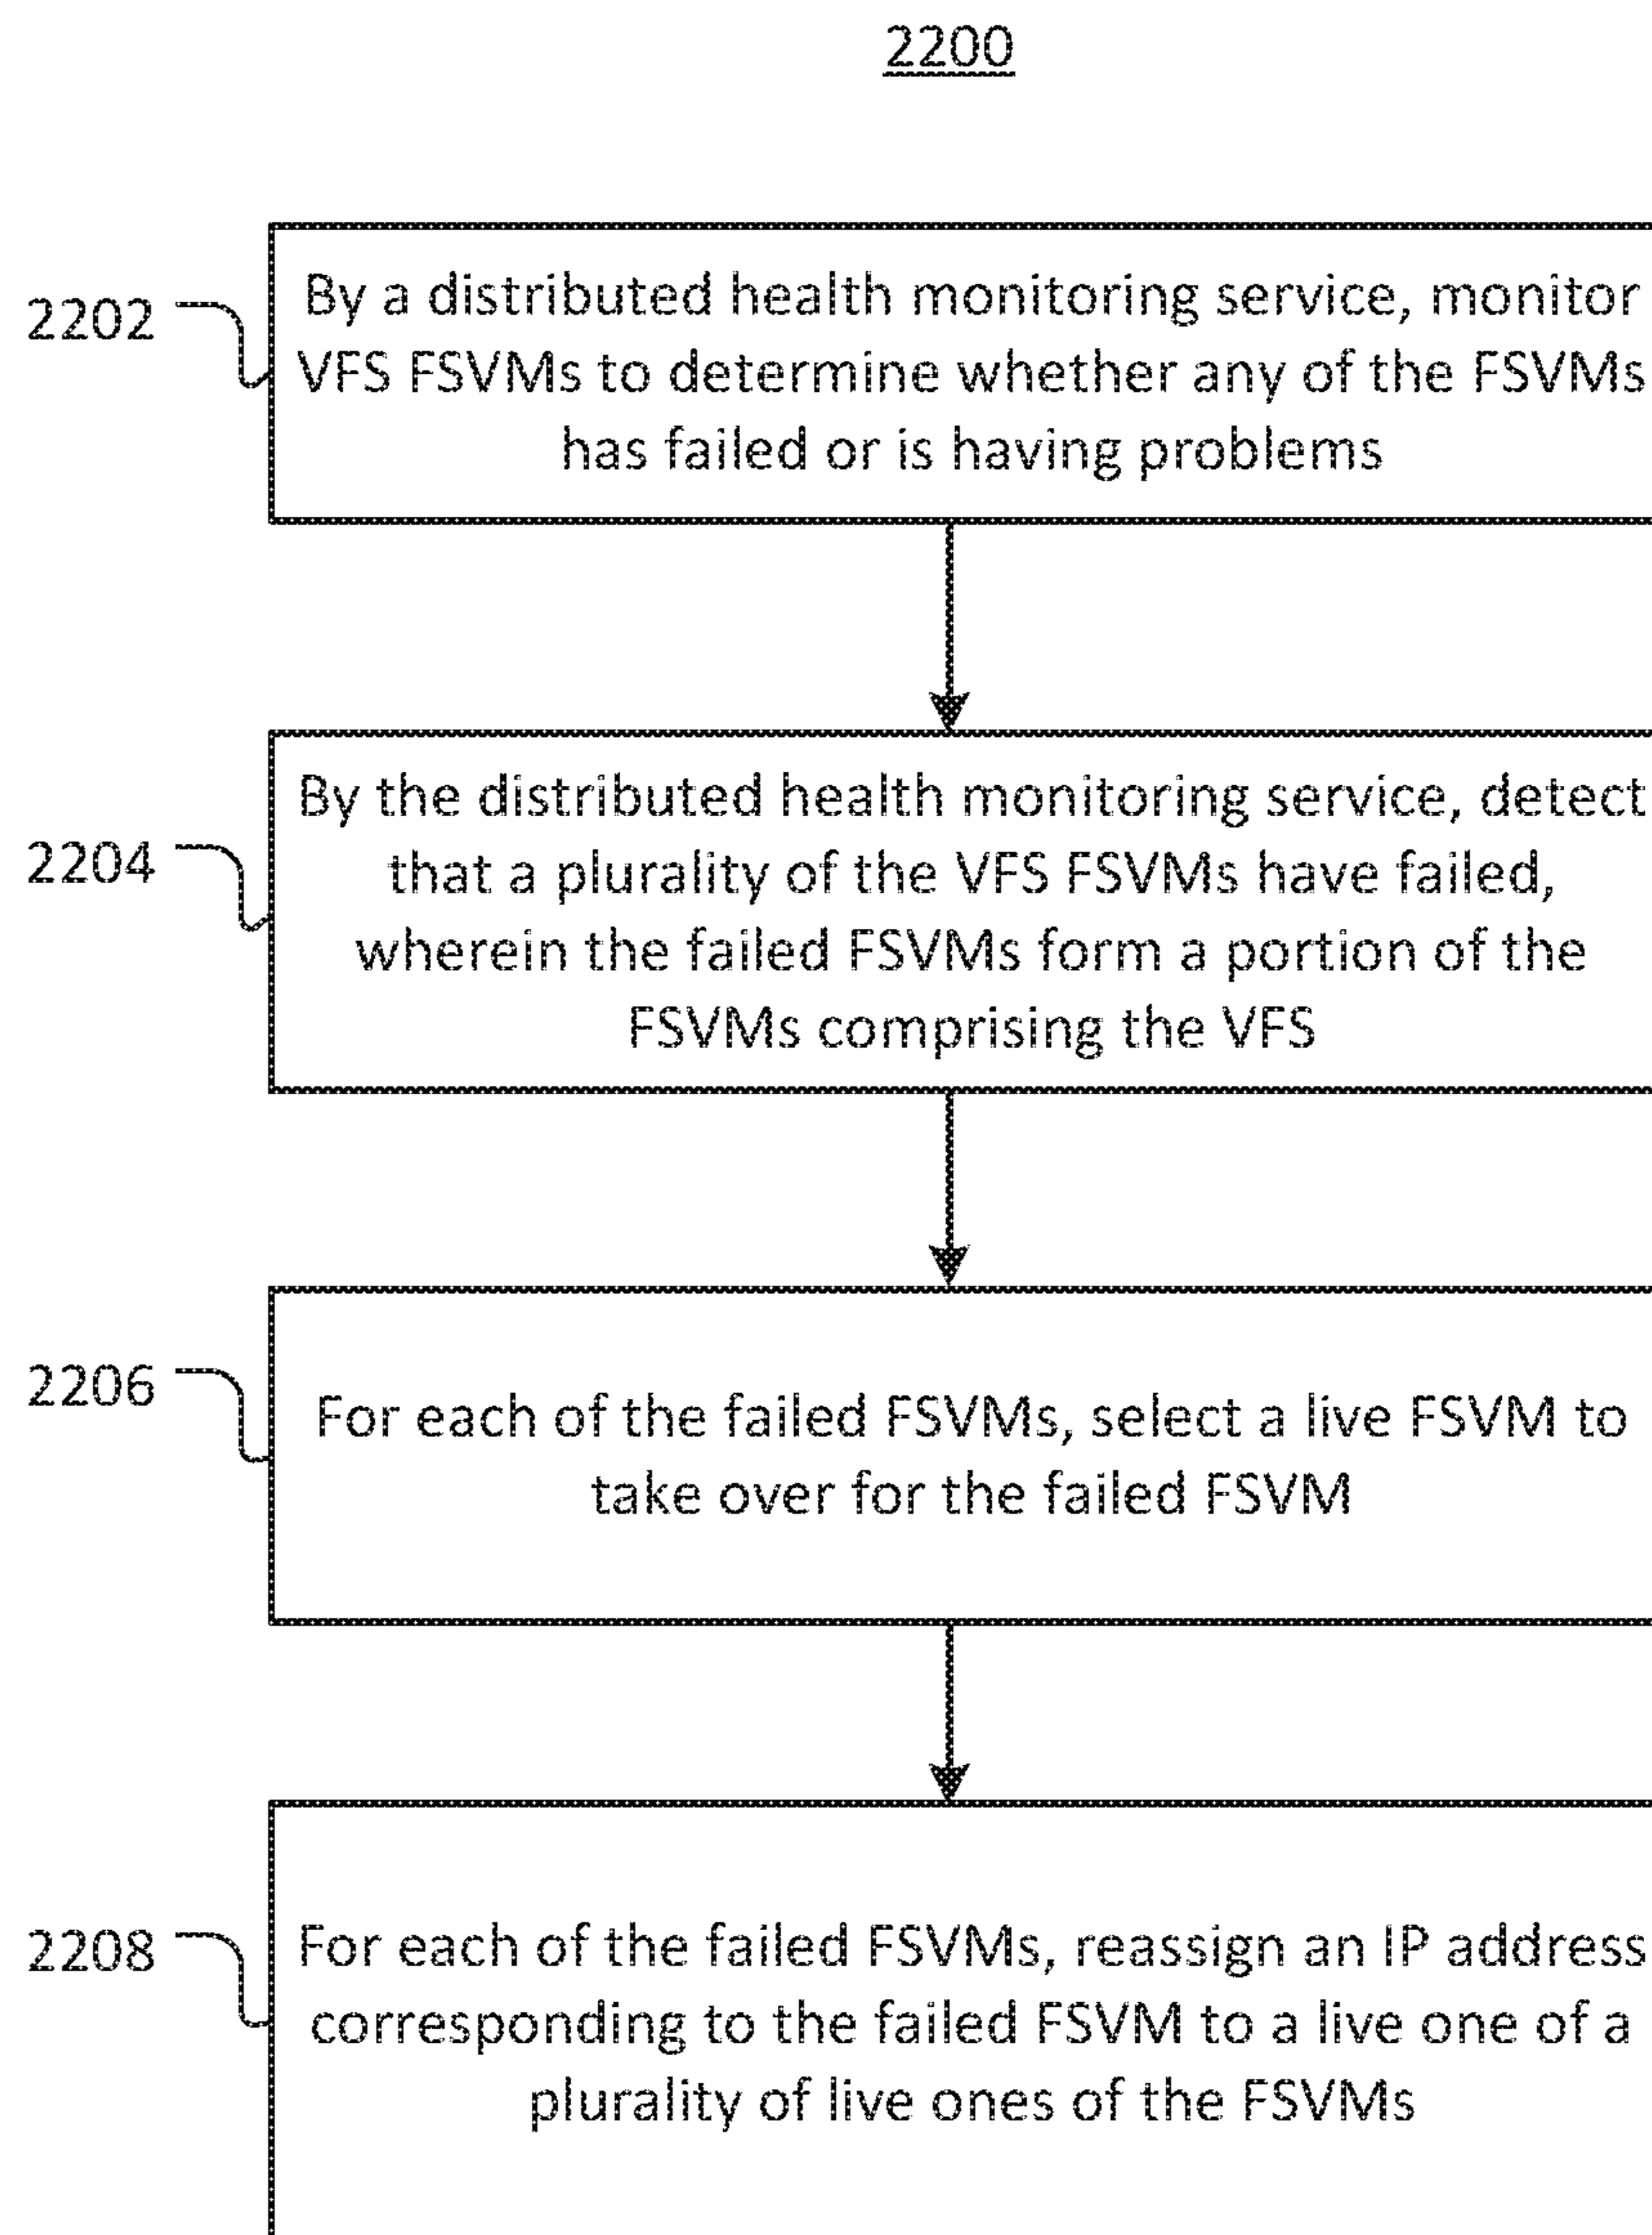 2200
2202
By a distributed health monitoring service, monitor
VFS FSVMs to determine whether any of the FSVMs
has failed or is having problems
2204
By the distributed health monitoring service, detect
that a plurality of the VFS FSVMs have failed,
wherein the failed FSVMs form a portion of the
FSVMs comprising the VFS
2206
For each of the failed FSVMs, select a live FSVM to
take over for the failed FSVM
2208
For each of the failed FSVMs, reassign an IP address
corresponding to the failed FSVM to a live one of a
plurality of live ones of the FSVMs